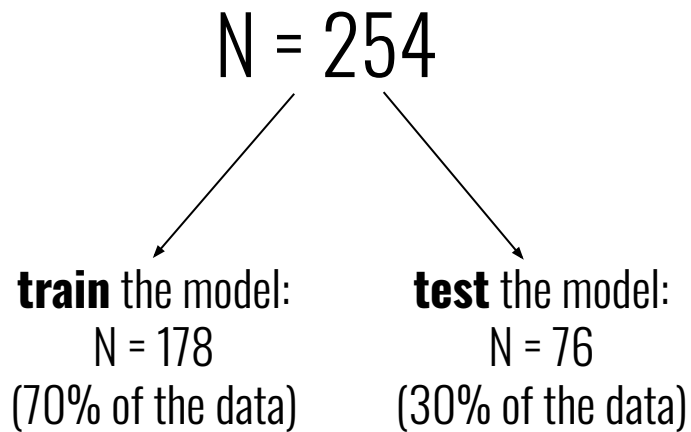 N = 254
train the model:
N = 178
(70% of the data)
test the model:
N = 76
(30% of the data)